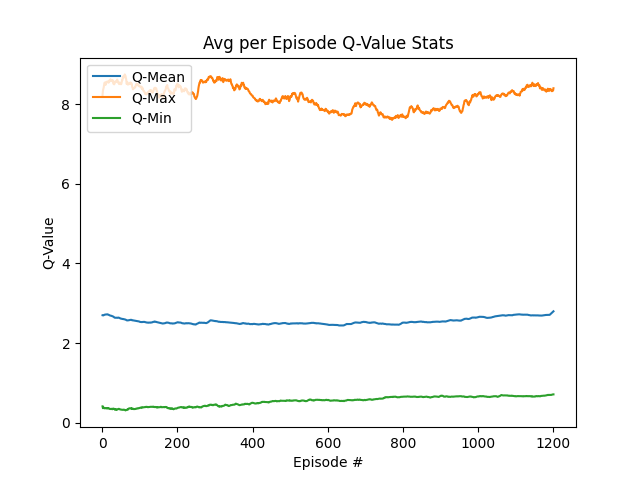 Avg per Episode Q-Value Stats
Q-Mean
Q-Max
Q-Min
Q-Value
8
6
4
2
0
0 200 400 600 800 1000 1200
Episode #